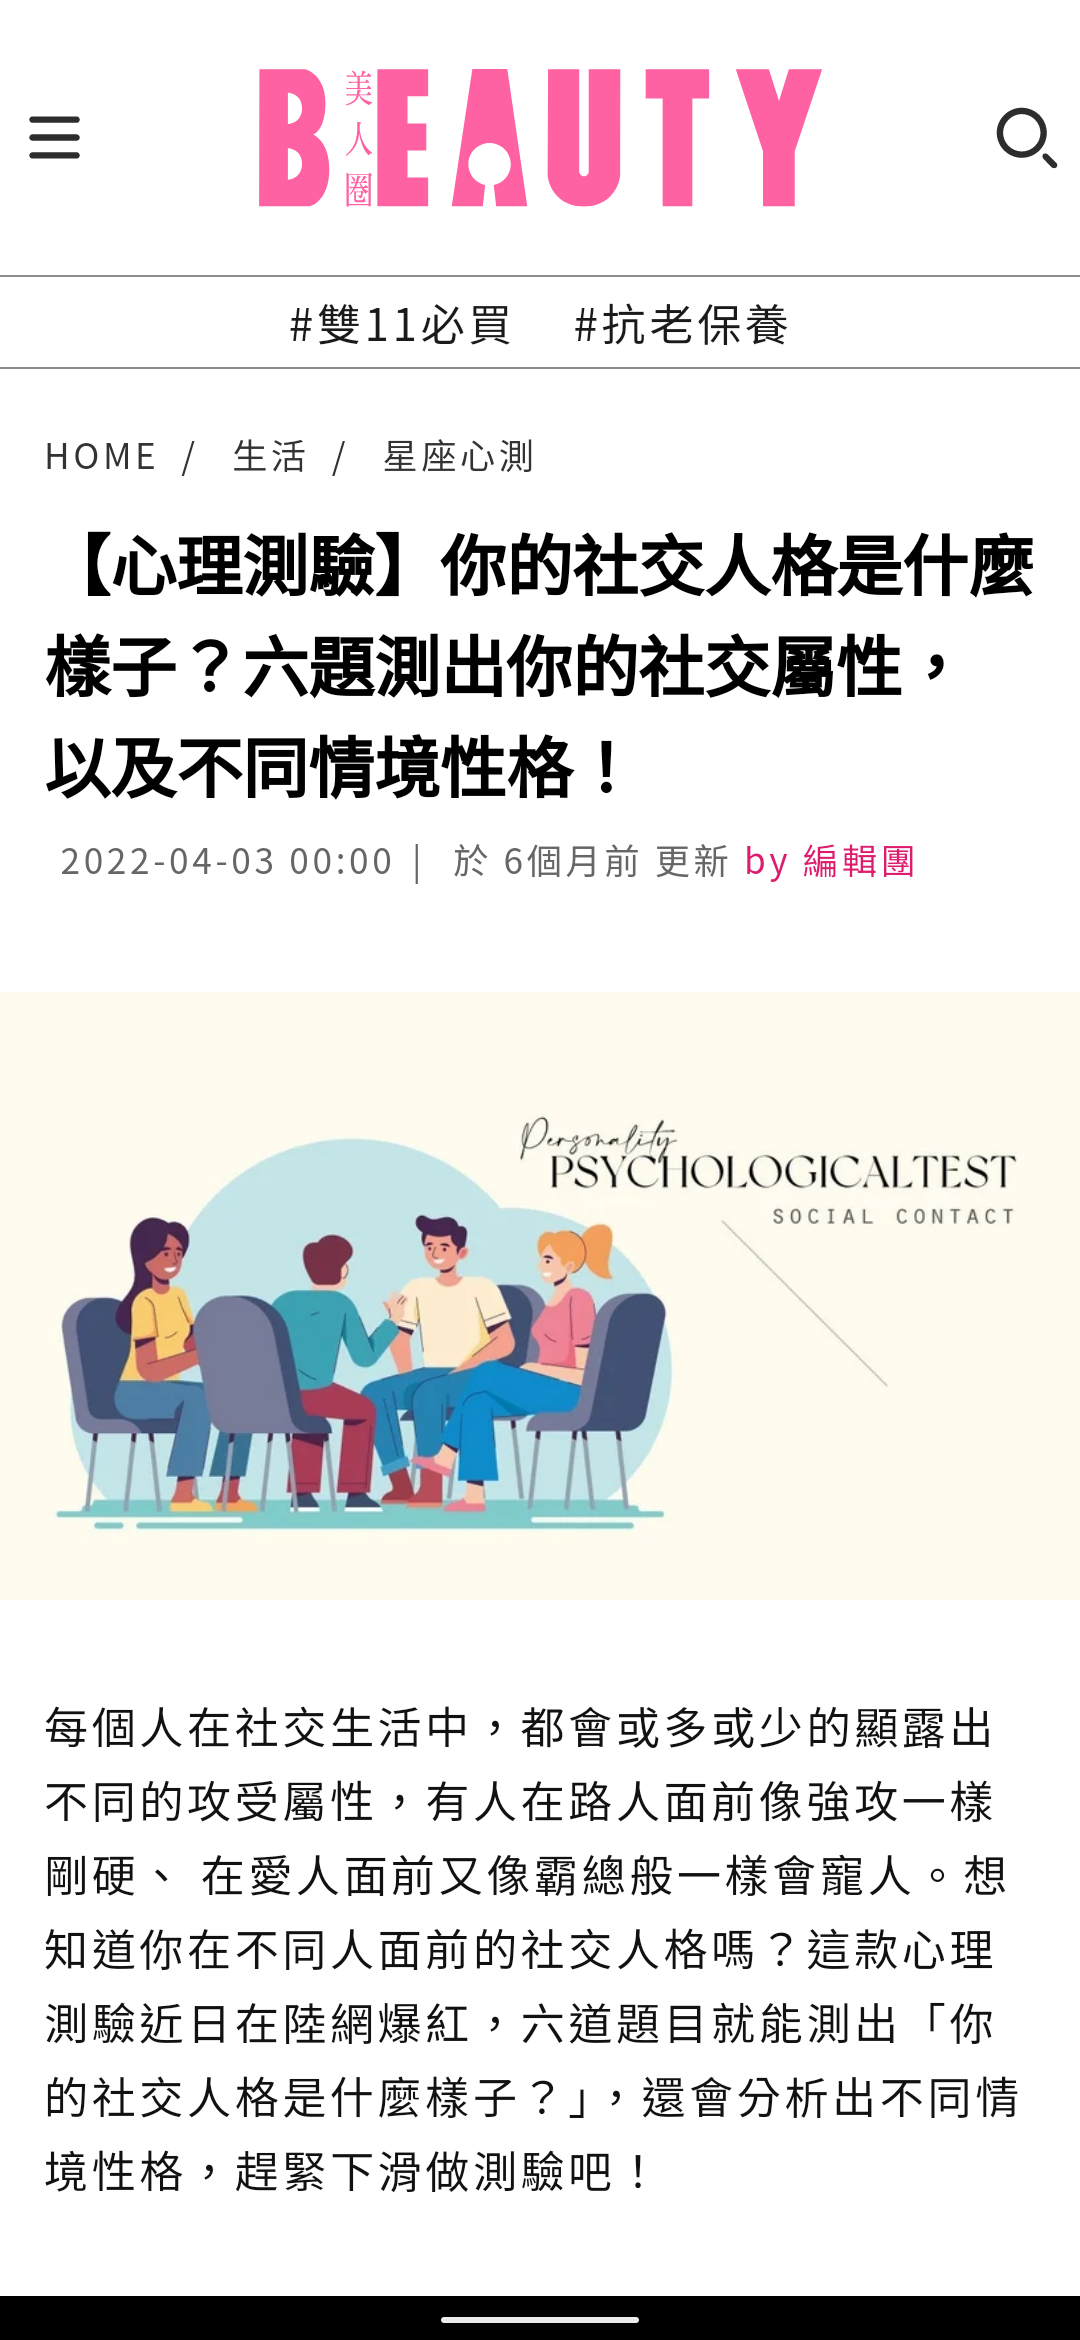 BEAUTY
美人圈
#雙11必買 #抗老保養
HOME / 生活 / 星座心測
【心理測驗】你的社交人格是什麼
樣子？六題測出你的社交屬性，
以及不同情境性格！
2022-04-03 00:00 | 於 6個月前 更新 by 編輯團
Personality
PSYCHOLOGICALTEST
SOCIAL CONTACT
每個人在社交生活中，都會或多或少的顯露出
不同的攻受屬性，有人在路人面前像強攻一樣
剛硬、 在愛人面前又像霸總般一樣會寵人。想
知道你在不同人面前的社交人格嗎？這款心理
測驗近日在陸網爆紅，六道題目就能測出「你
的社交人格是什麼樣子？」，還會分析出不同情
境性格，趕緊下滑做測驗吧！